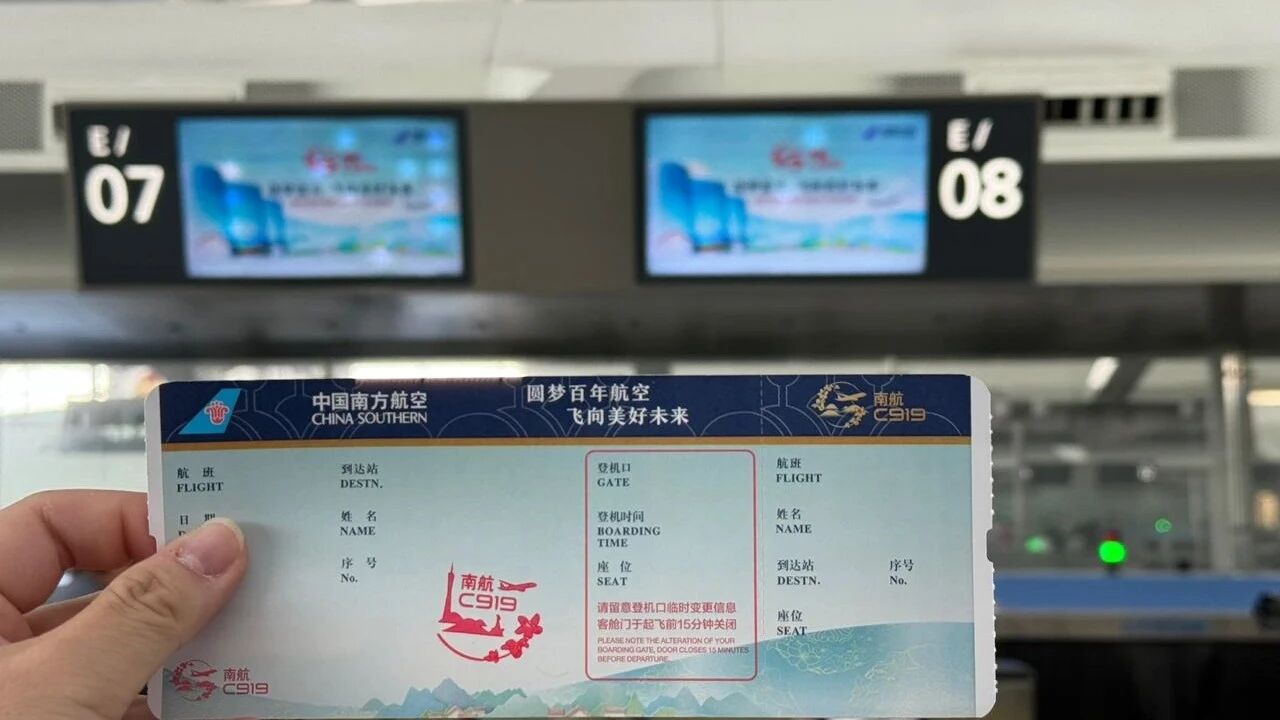 E/
07
E/
08
中国南方航空
CHINA SOUTHERN
圆梦百年航空
飞向美好未来
南航
C919
航 班
FLIGHT
日 期
到达站
DESTN.
姓 名
NAME
序 号
No.
南航
C919
南航
C919
登机口
GATE
登机时间
BOARDING
TIME
座 位
SEAT
请留意登机口临时变更信息
客舱门于起飞前15分钟关闭
PLEASE NOTE THE ALTERATION OF YOUR
BOARDING GATE, DOOR CLOSES 15 MINUTES
BEFORE DEPARTURE.
航班
FLIGHT
姓名
NAME
到达站
DESTN.
序号
No.
座位
SEAT